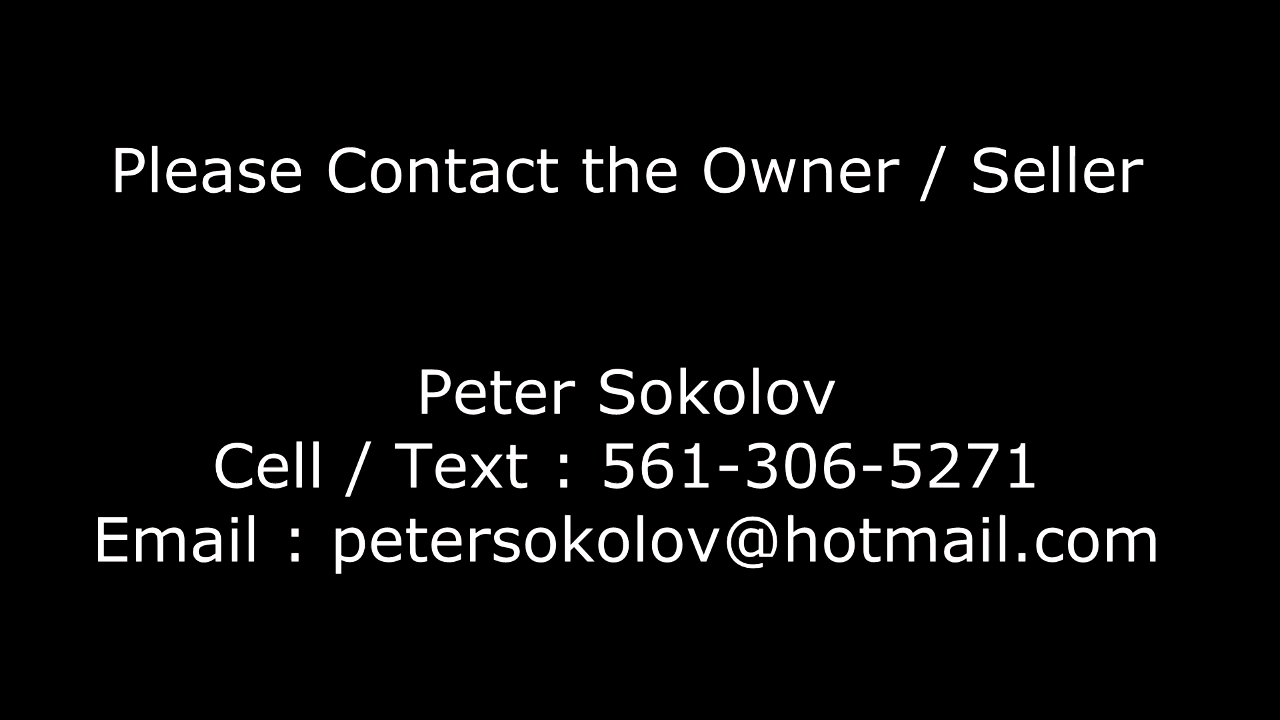 Please Contact the Owner / Seller
Peter Sokolov
Cell / Text : 561-306-5271
Email : petersokolov@hotmail.com